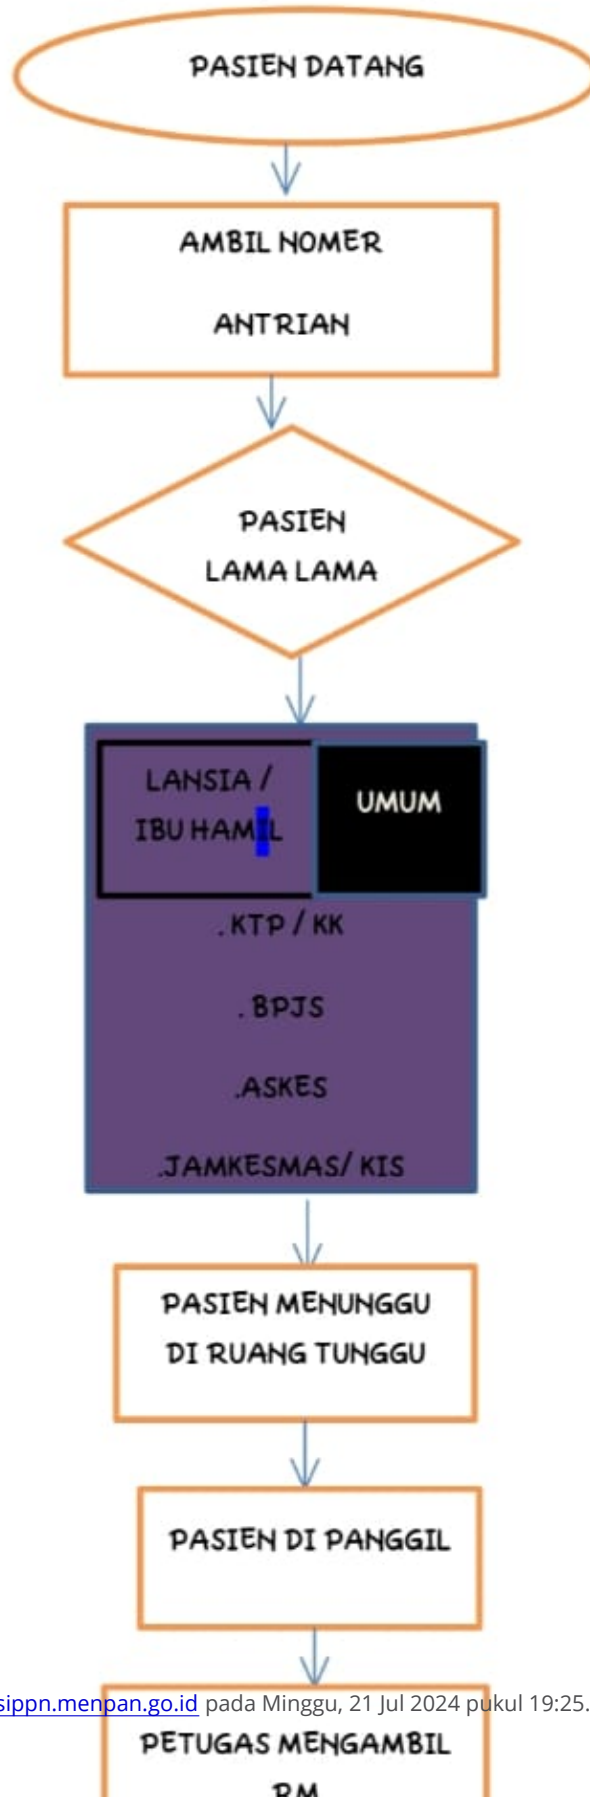 PASIEN DATANG
AMBIL NOMER
ANTRIAN
PASIEN
LAMA LAMA
LANSIA /
IBU HAMIL
UMUM
. KTP / KK
. BPJS
.ASKES
.JAMKESMAS/ KIS
PASIEN MENUNGGU
DI RUANG TUNGGU
PASIEN DI PANGGIL
sippn.menpan.go.id pada Minggu, 21 Jul 2024 pukul 19:25.
PETUGAS MENGAMBIL
RM